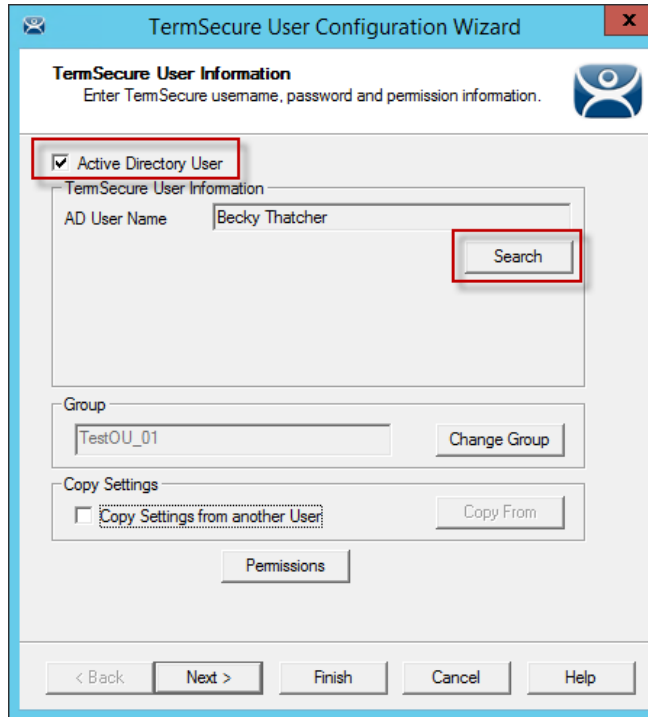 TermSecure User Configuration Wizard
x
TermSecure User Information
Enter TermSecure username, password and permission information.
Active Directory User
TermSecure User Information
AD User Name Becky Thatcher
Search
Group
TestOU_01 Change Group
Copy Settings
Copy Settings from another User Copy From
Permissions
< Back Next > Finish Cancel Help